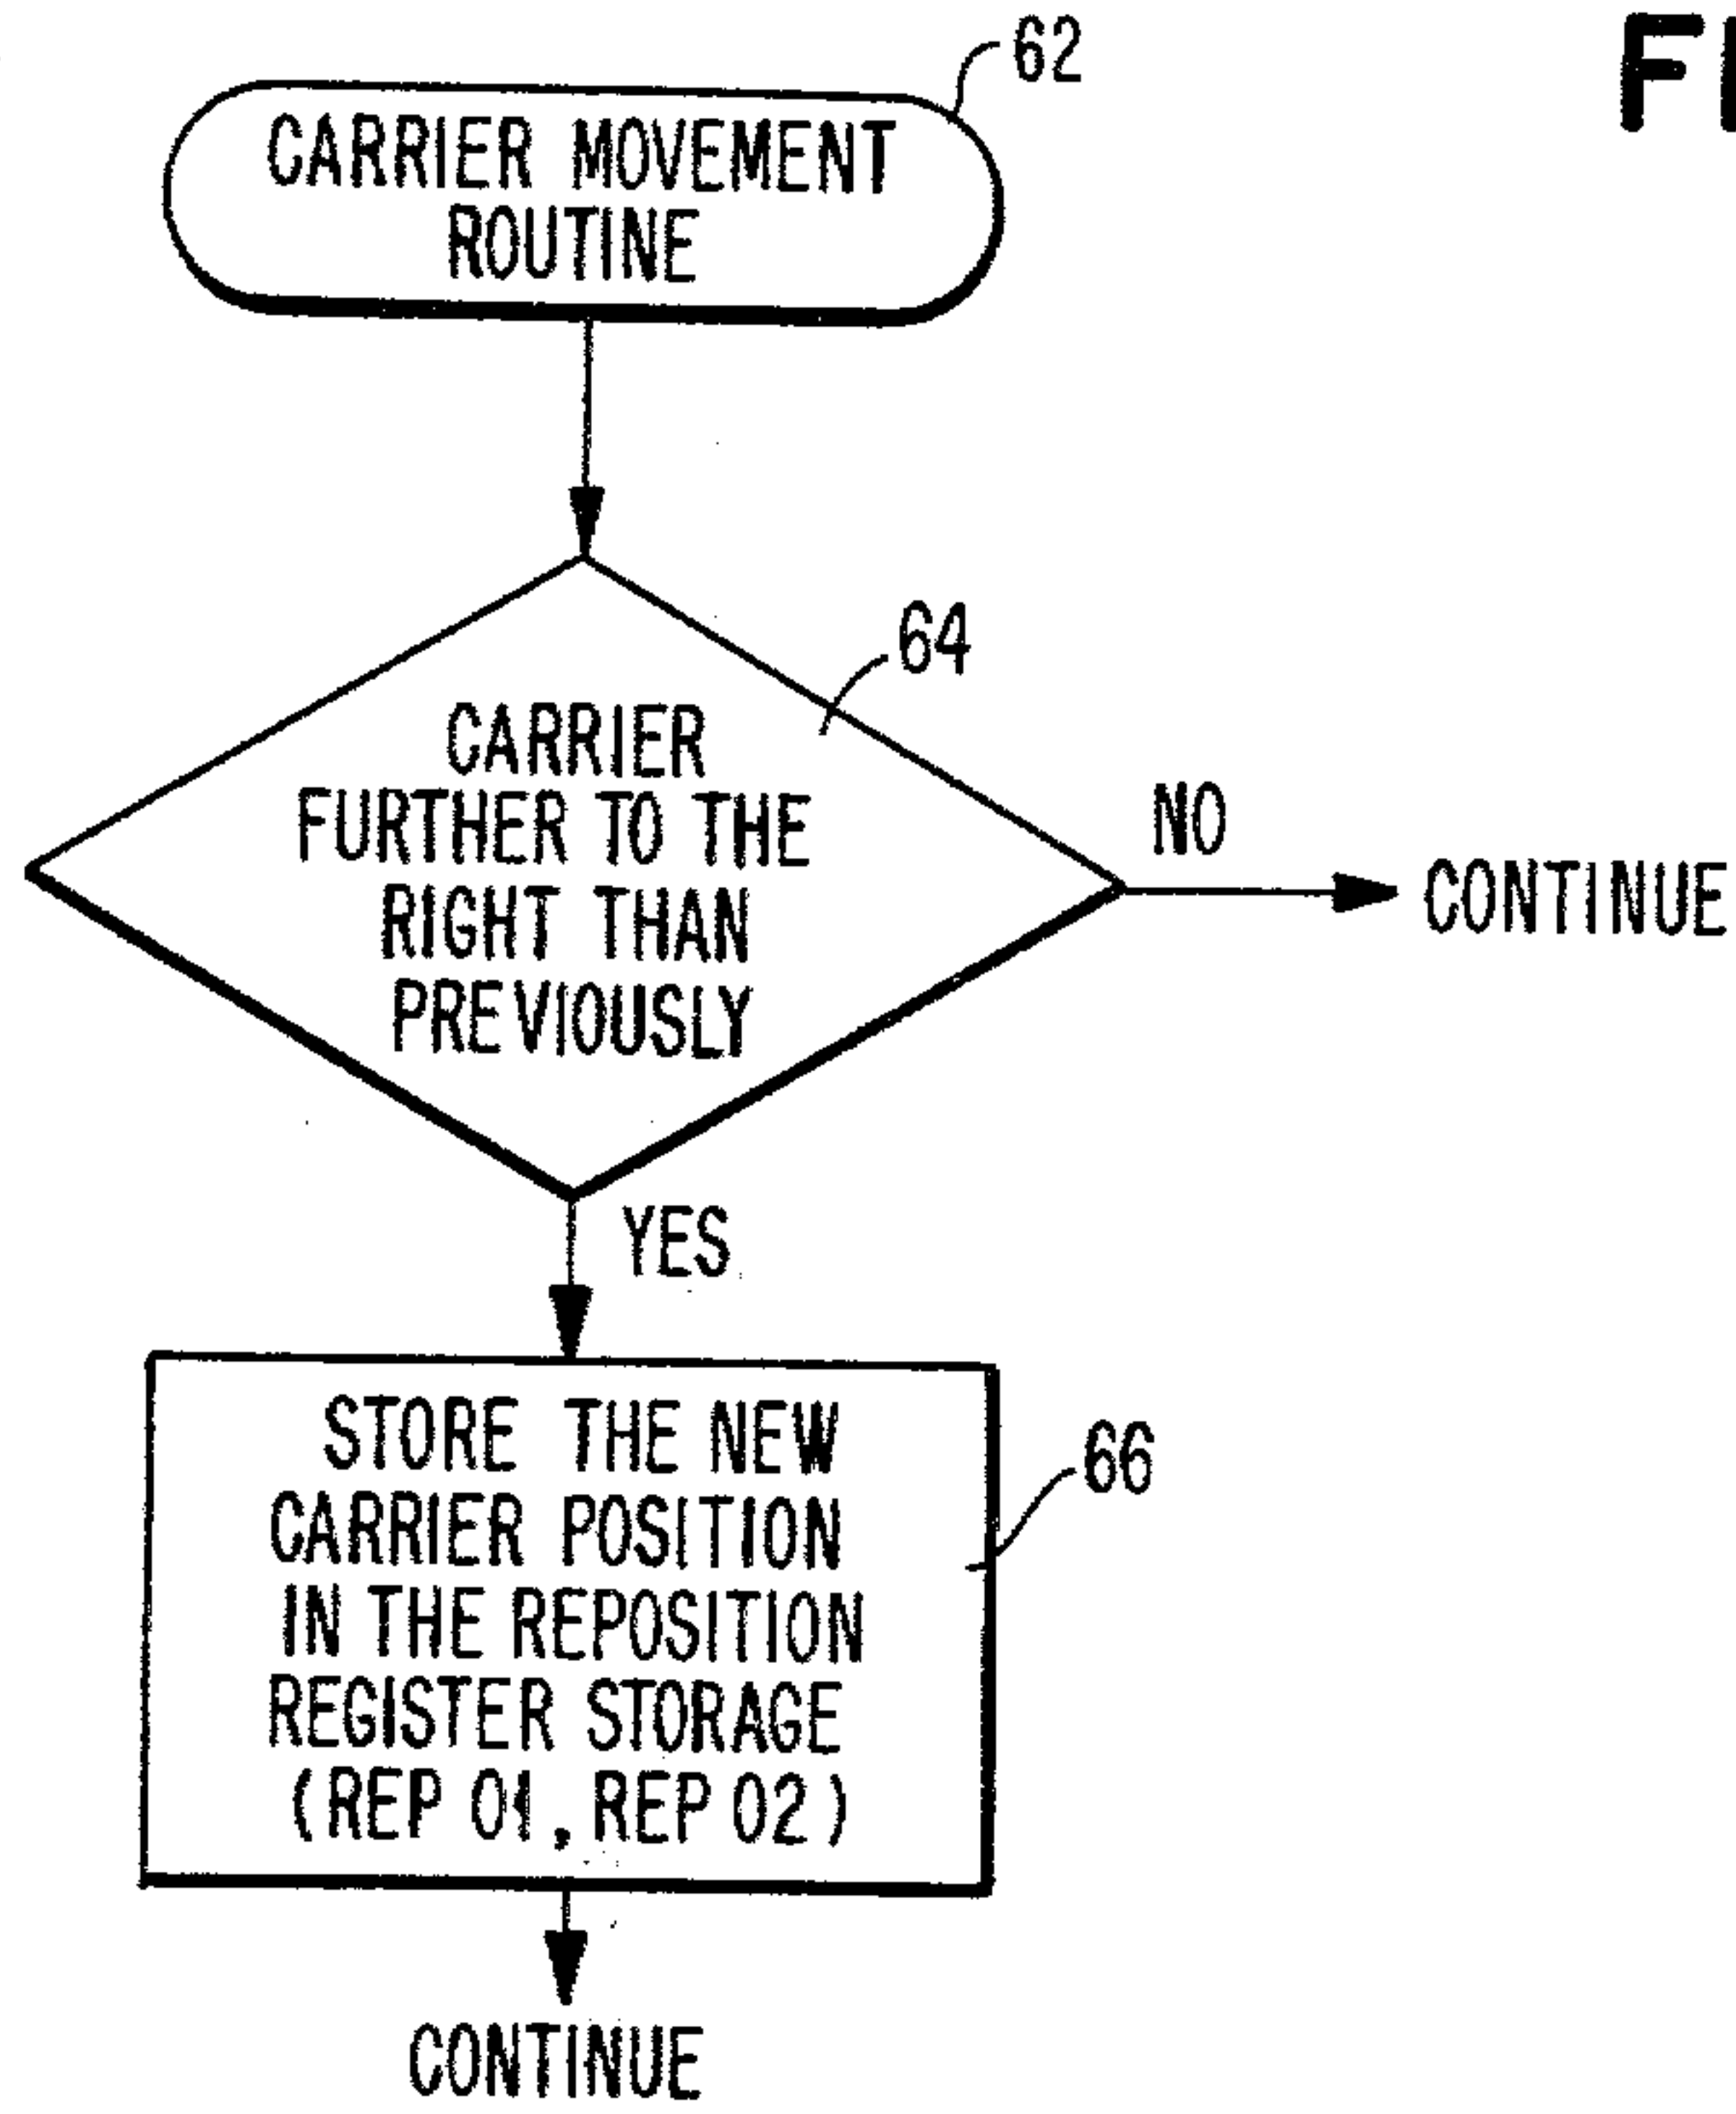 62
CARRIER MOVEMENT
ROUTINE
64
CARRIER
FURTHER TO THE
RIGHT THAN
PREVIOUSLY
NO
CONTINUE
YES
STORE THE NEW
CARRIER POSITION
IN THE REPOSITION
REGISTER STORAGE
(REP 01, REP 02)
66
CONTINUE